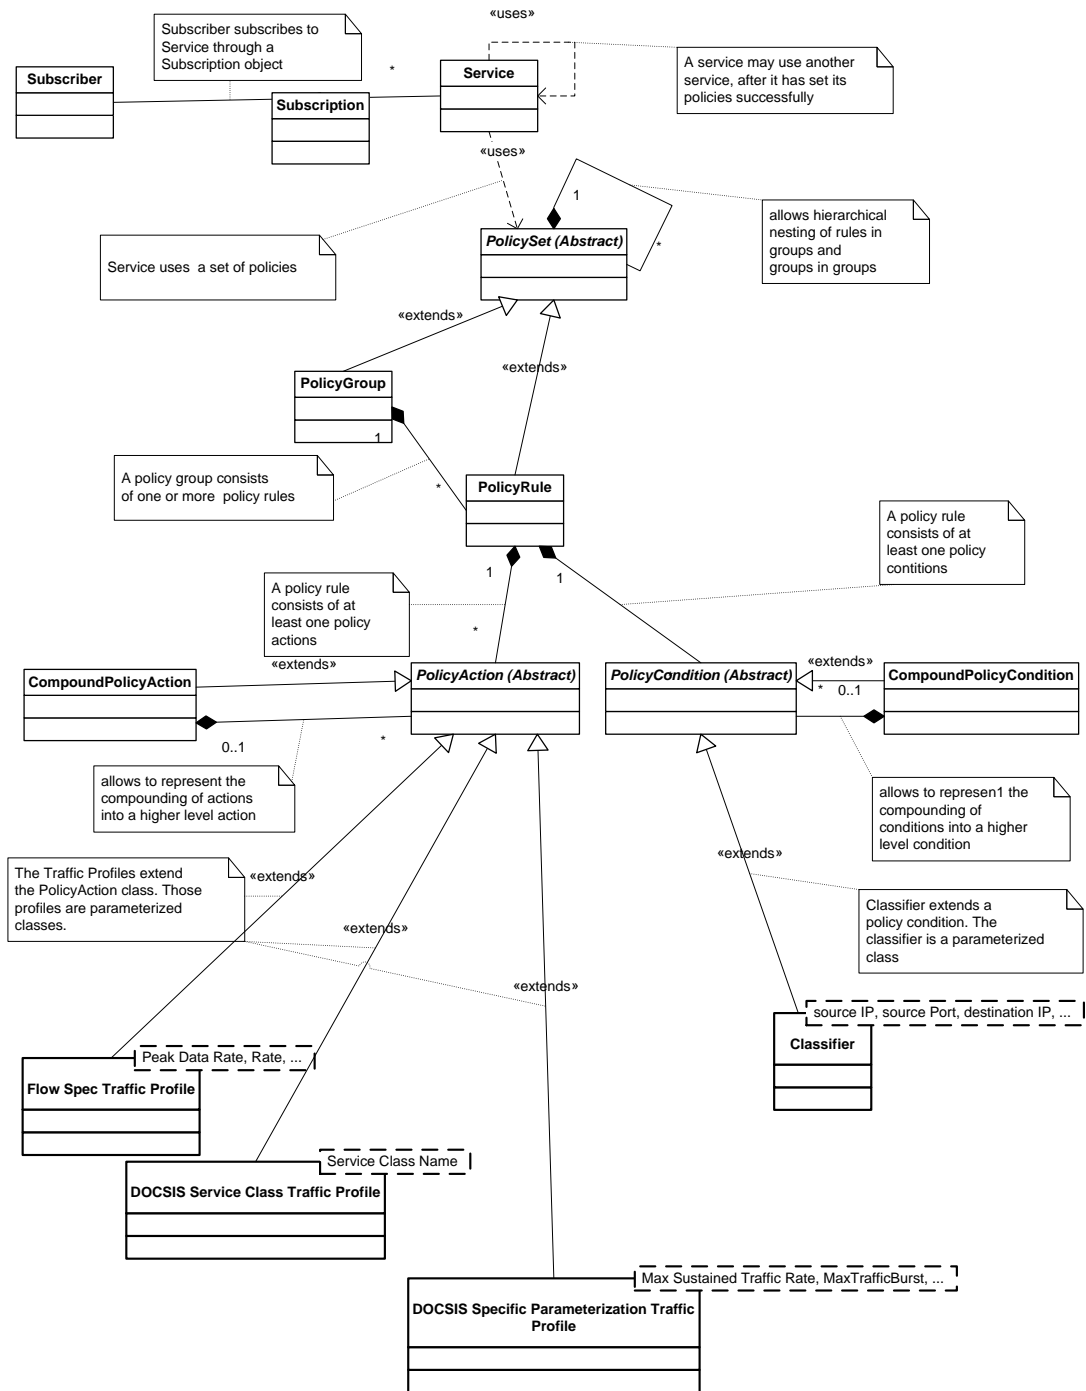 «uses»
Subscriber subscribes to
Service through a
Subscription object
*
Subscriber
Service
A service may use another
service, after it has set its
policies successfully
Subscription
«uses»
1
allows hierarchical
nesting of rules in
groups and
groups in groups
PolicySet (Abstract)
*
Service uses  a set of policies
«extends»
«extends»
PolicyGroup
1
A policy group consists
of one or more  policy rules
*
PolicyRule
A policy rule
consists of at
least one policy
contitions
1
1
A policy rule
consists of at
least one policy
actions
*
«extends»
CompoundPolicyAction
PolicyAction (Abstract)
PolicyCondition (Abstract)
«extends»
CompoundPolicyCondition
*
0..1
0..1
*
allows to represent the
compounding of actions
into a higher level action
allows to represen1 the
compounding of
conditions into a higher
level condition
The Traffic Profiles extend
the PolicyAction class. Those
profiles are parameterized
classes.
«extends»
«extends»
Classifier extends a
policy condition. The
classifier is a parameterized
class
«extends»
«extends»
source IP, source Port, destination IP, ...
Classifier
Peak Data Rate, Rate, ...
Flow Spec Traffic Profile
Service Class Name
DOCSIS Service Class Traffic Profile
Max Sustained Traffic Rate, MaxTrafficBurst, ...
DOCSIS Specific Parameterization Traffic
Profile